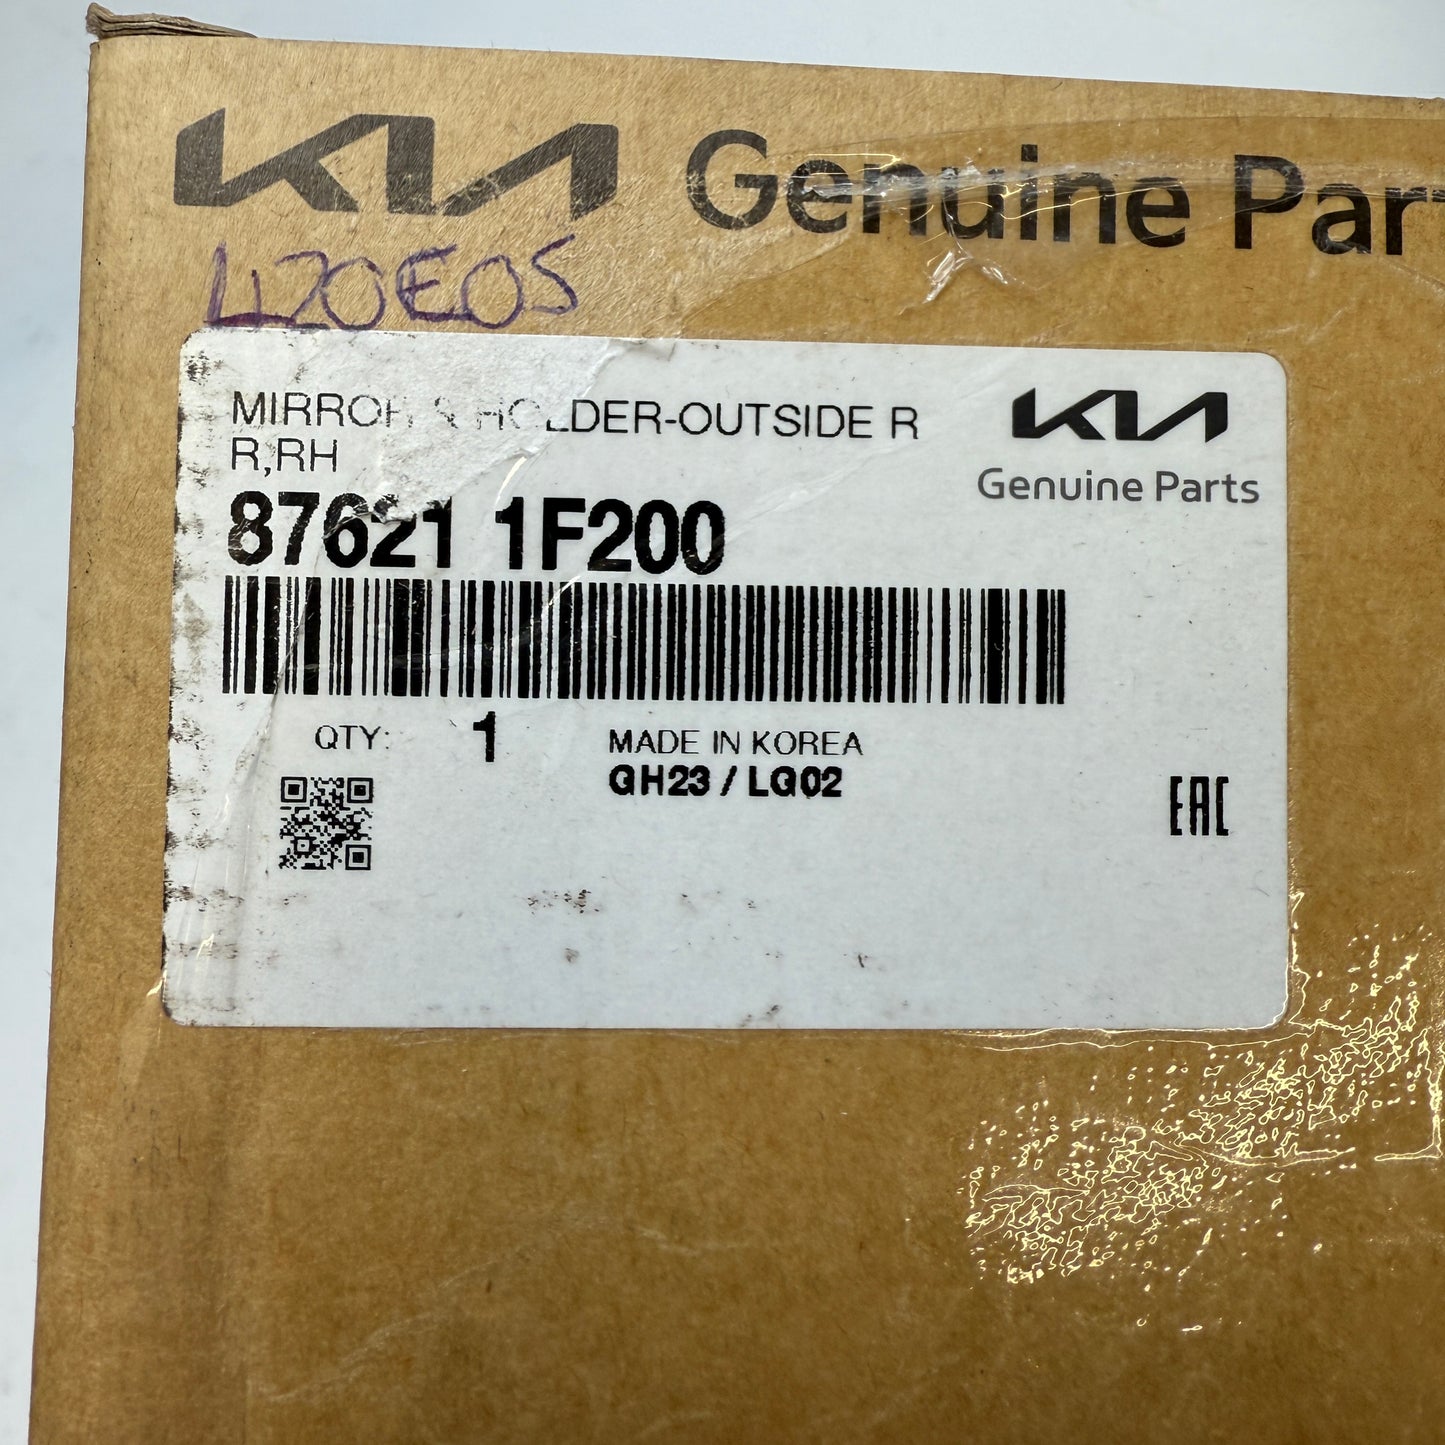 KIA Genuine Par
420E0S
MIRROR & HOLDER-OUTSIDE R
R,RH
KIA
Genuine Parts
87621 1F200
QTY: 1
MADE IN KOREA
GH23 / LG02
EAC